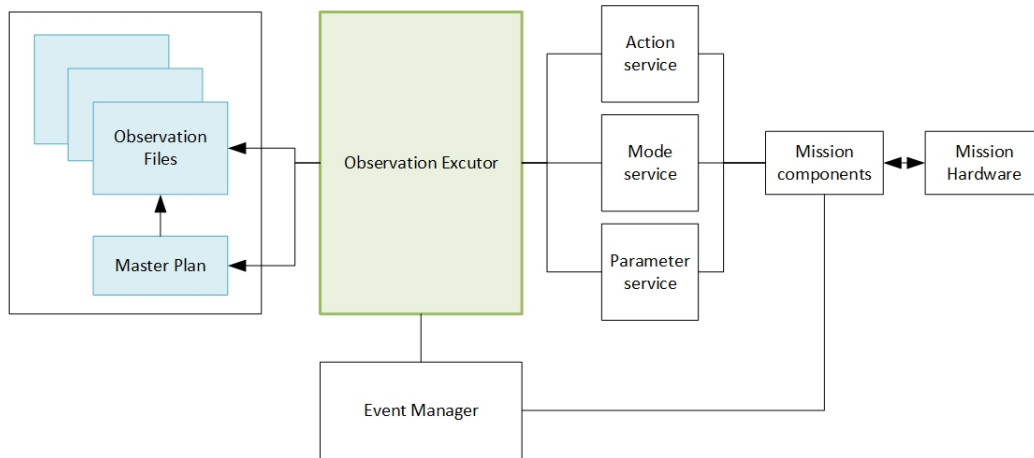 Observation
Files
Master Plan
Observation Excutor
Event Manager
Action
service
Mode
service
Parameter
service
Mission
components
Mission
Hardware